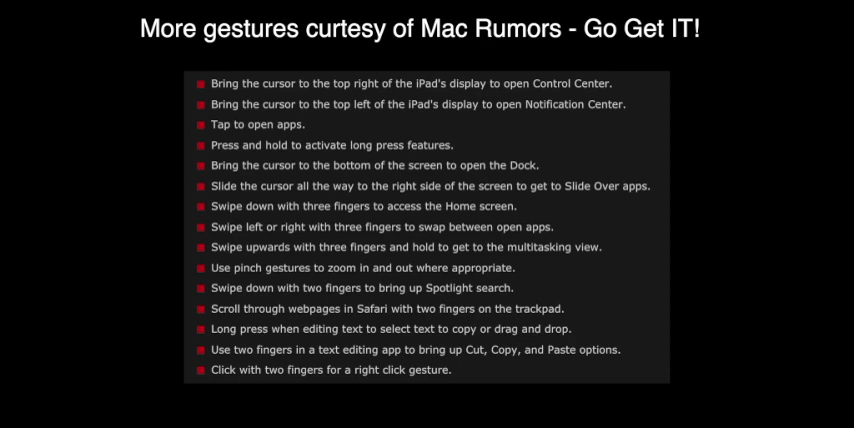 More gestures curtesy of Mac Rumors - Go Get IT!
Bring the cursor to the top right of the iPad's display to open Control Center.
Bring the cursor to the top left of the iPad's display to open Notification Center.
Tap to open apps.
Press and hold to activate long press features.
Bring the cursor to the bottom of the screen to open the Dock.
Slide the cursor all the way to the right side of the screen to get to Slide Over apps.
Swipe down with three fingers to access the Home screen.
Swipe left or right with three fingers to swap between open apps.
Swipe upwards with three fingers and hold to get to the multitasking view.
Use pinch gestures to zoom in and out where appropriate.
Swipe down with two fingers to bring up Spotlight search.
Scroll through webpages in Safari with two fingers on the trackpad.
Long press when editing text to select text to copy or drag and drop.
Use two fingers in a text editing app to bring up Cut, Copy, and Paste options.
Click with two fingers for a right click gesture.